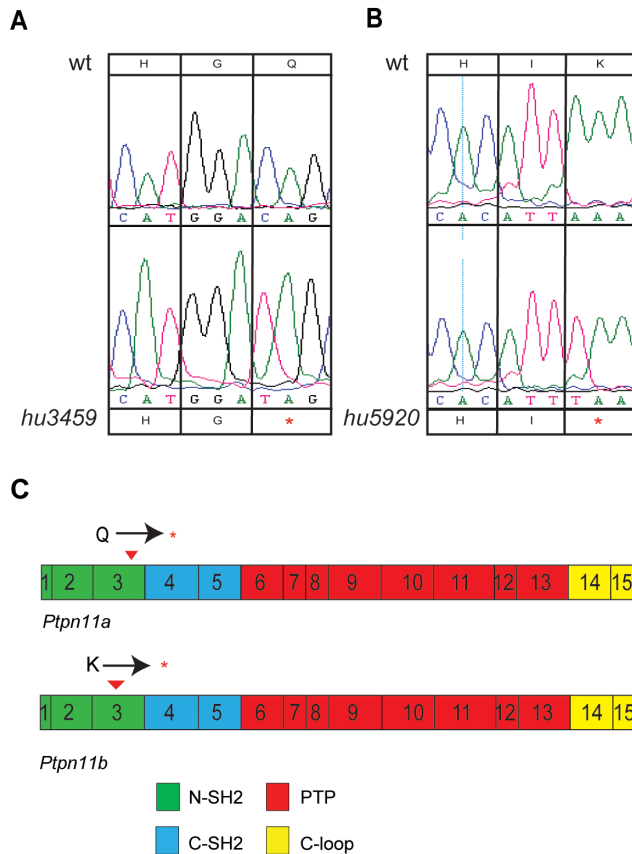 A
wt
H G Q
C A T G G A C A G
C A T G G A T A G
hu3459
H G *
B
wt
H I K
C A C A T T A A A
C A C A T T T A A
hu5920
H I *
C
Q *
1 2 3 4 5 6 7 8 9 10 11 12 13 14 15
Ptpn11a
K *
1 2 3 4 5 6 7 8 9 10 11 12 13 14 15
Ptpn11b
N-SH2 PTP
C-SH2 C-loop